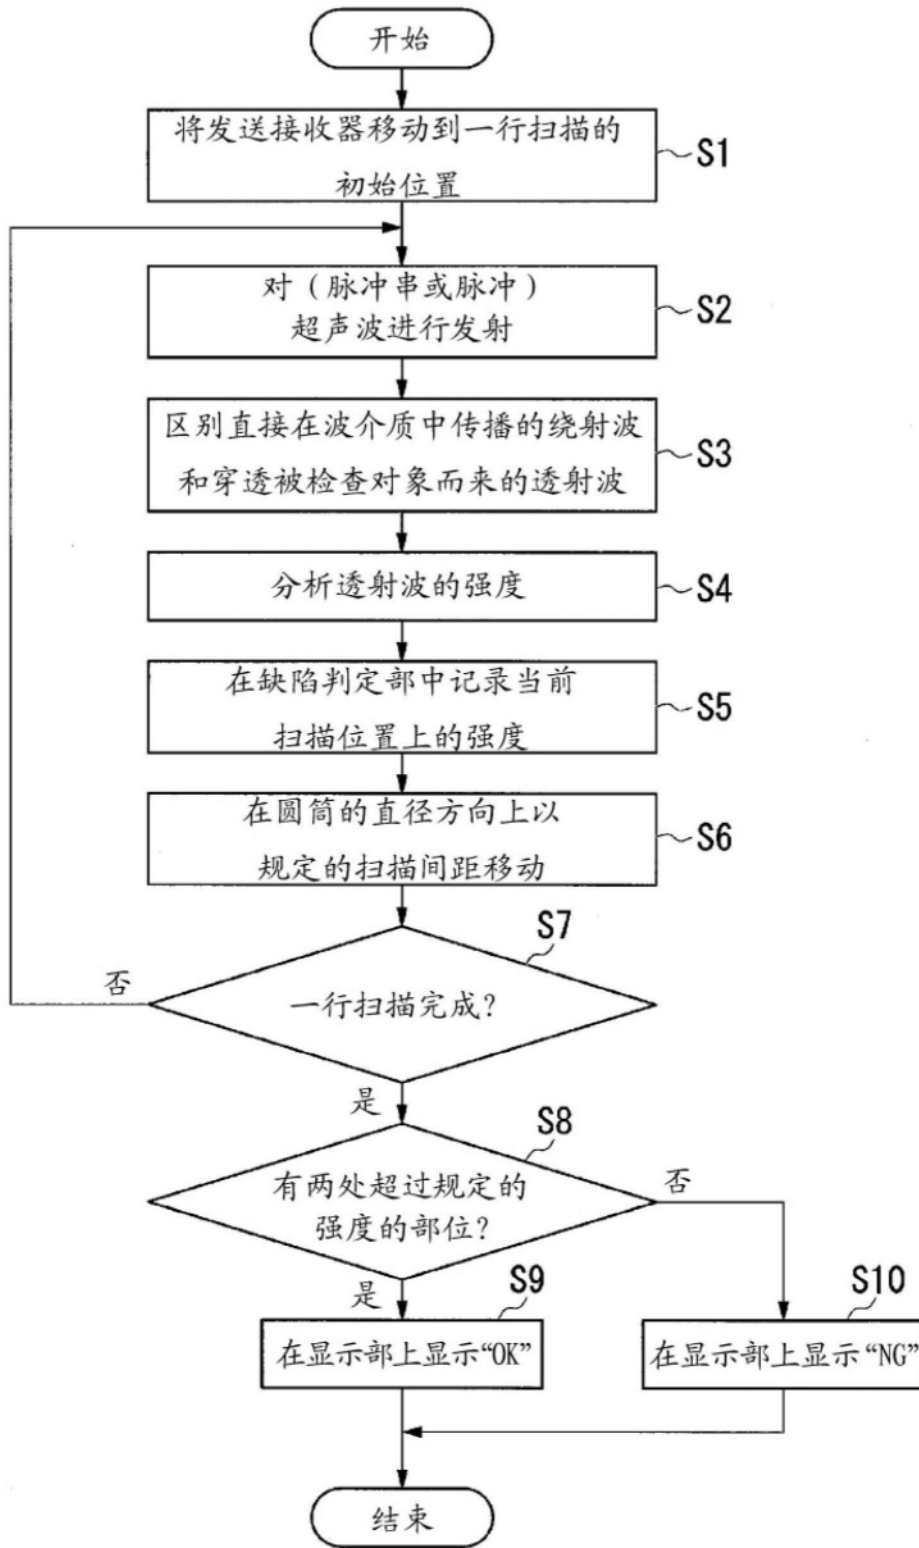 开始
将发送接收器移动到一行扫描的
初始位置
S1
对（脉冲串或脉冲）
超声波进行发射
S2
区别直接在波介质中传播的绕射波
和穿透被检查对象而来的透射波
S3
分析透射波的强度
S4
在缺陷判定部中记录当前
扫描位置上的强度
S5
在圆筒的直径方向上以
规定的扫描间距移动
S6
S7
否
一行扫描完成？
是
S8
有两处超过规定的
强度的部位？
否
是
S9
在显示部上显示“OK”
S10
在显示部上显示“NG”
结束